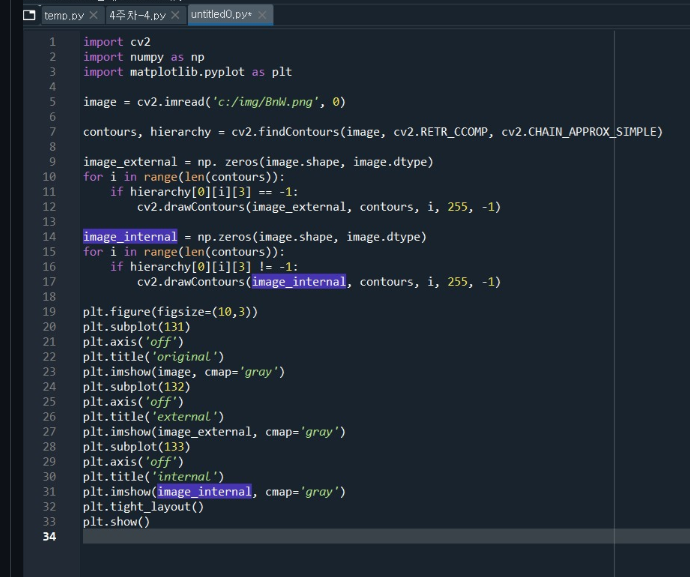 temp.py 4주차-4.py untitled0.py*
1 import cv2
2 import numpy as np
3 import matplotlib.pyplot as plt
4
5 image = cv2.imread('c:/img/BnW.png', 0)
6
7 contours, hierarchy = cv2.findContours(image, cv2.RETR_CCOMP, cv2.CHAIN_APPROX_SIMPLE)
8
9 image_external = np. zeros(image.shape, image.dtype)
10 for i in range(len(contours)):
11     if hierarchy[0][i][3] == -1:
12         cv2.drawContours(image_external, contours, i, 255, -1)
13
14 image_internal = np.zeros(image.shape, image.dtype)
15 for i in range(len(contours)):
16     if hierarchy[0][i][3] != -1:
17         cv2.drawContours(image_internal, contours, i, 255, -1)
18
19 plt.figure(figsize=(10,3))
20 plt.subplot(131)
21 plt.axis('off')
22 plt.title('original')
23 plt.imshow(image, cmap='gray')
24 plt.subplot(132)
25 plt.axis('off')
26 plt.title('external')
27 plt.imshow(image_external, cmap='gray')
28 plt.subplot(133)
29 plt.axis('off')
30 plt.title('internal')
31 plt.imshow(image_internal, cmap='gray')
32 plt.tight_layout()
33 plt.show()
34